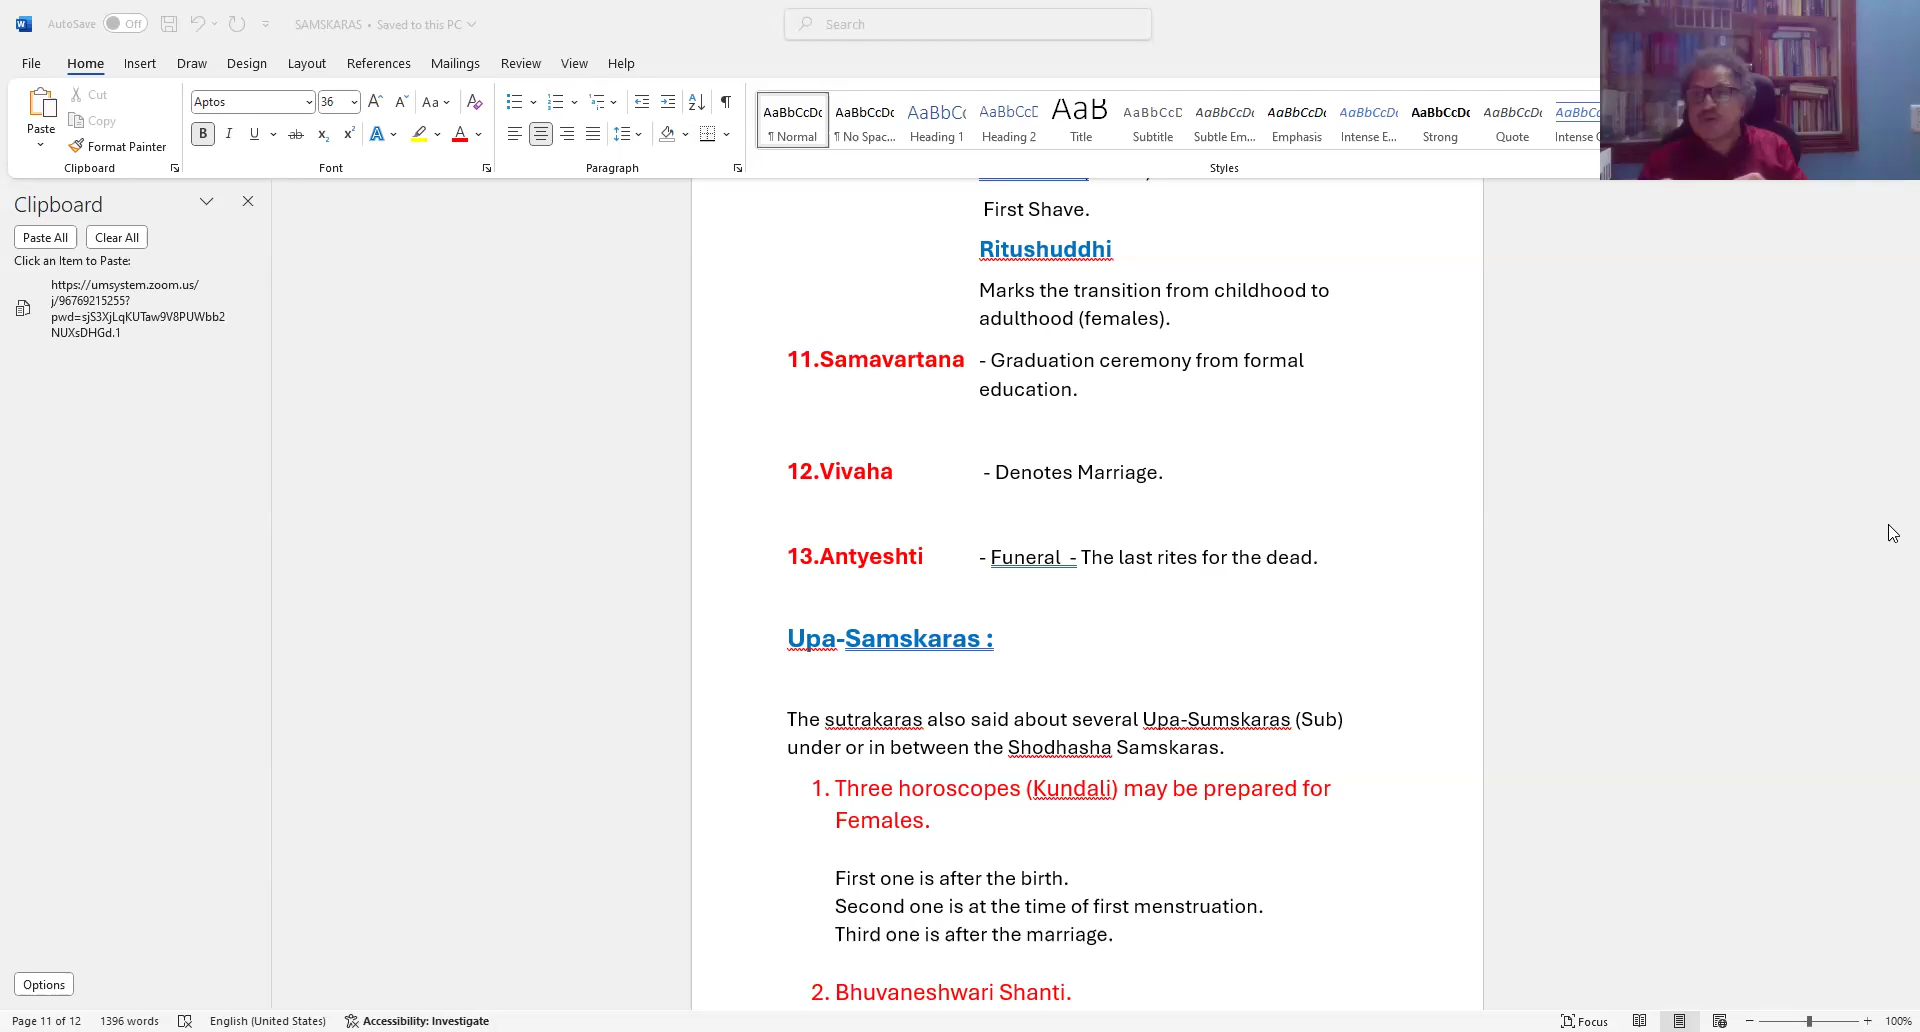 AutoSave Off SAMSKARAS • Saved to this PC Search
File Home Insert Draw Design Layout References Mailings Review View Help
Paste Cut Copy Format Painter
Aptos 36 Aa
B I U ab x₂ x² A A
AaBbCcDc AaBbCcDc AaBbCc AaBbCcD AaB AaBbCcD AaBbCcDc AaBbCcDc AaBbCcDc AaBbCcDc AaBbCcDc AaBbCcDc
¶ Normal ¶ No Spac... Heading 1 Heading 2 Title Subtitle Subtle Em... Emphasis Intense E... Strong Quote Intense
Clipboard Font Paragraph Styles
Clipboard
Paste All Clear All
Click an Item to Paste:
https://umsystem.zoom.us/
j/96769215255?
pwd=sjS3XjLqKUTaw9V8PUWbb2
NUXsDHGd.1
Options
First Shave.
Ritushuddhi
Marks the transition from childhood to
adulthood (females).
11.Samavartana - Graduation ceremony from formal
education.
12.Vivaha - Denotes Marriage.
13.Antyeshti - Funeral - The last rites for the dead.
Upa-Samskaras :
The sutrakaras also said about several Upa-Sumskaras (Sub)
under or in between the Shodhasha Samskaras.
1. Three horoscopes (Kundali) may be prepared for
Females.
First one is after the birth.
Second one is at the time of first menstruation.
Third one is after the marriage.
2. Bhuvaneshwari Shanti.
Page 11 of 12 1396 words English (United States) Accessibility: Investigate Focus 100%